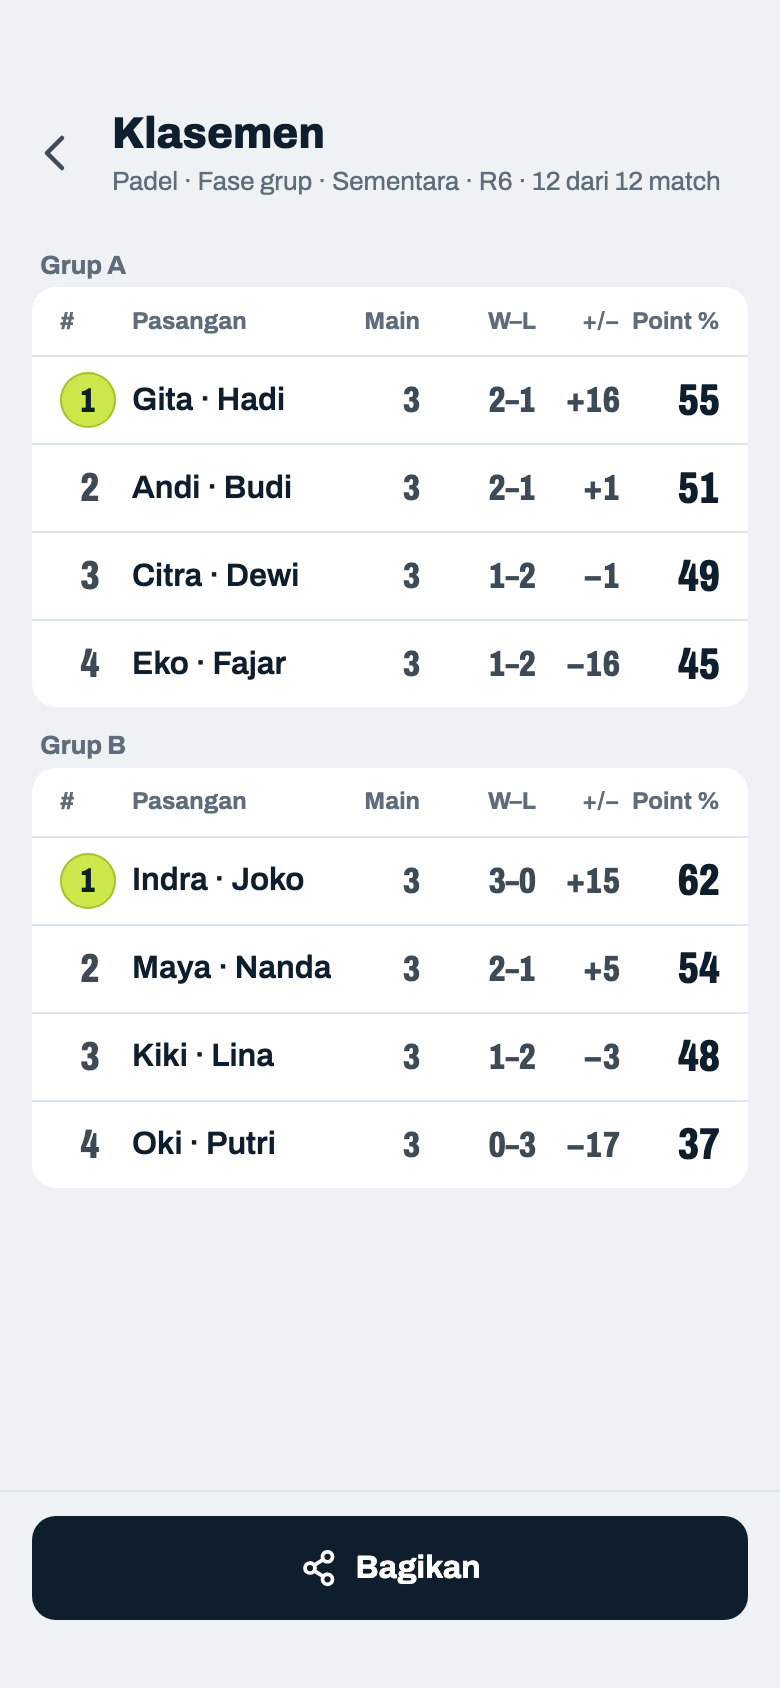 Klasemen
Padel · Fase grup · Sementara · R6 · 12 dari 12 match
Grup A
# Pasangan Main W–L +/– Point %
1 Gita · Hadi 3 2–1 +16 55
2 Andi · Budi 3 2–1 +1 51
3 Citra · Dewi 3 1–2 –1 49
4 Eko · Fajar 3 1–2 –16 45
Grup B
# Pasangan Main W–L +/– Point %
1 Indra · Joko 3 3–0 +15 62
2 Maya · Nanda 3 2–1 +5 54
3 Kiki · Lina 3 1–2 –3 48
4 Oki · Putri 3 0–3 –17 37
Bagikan